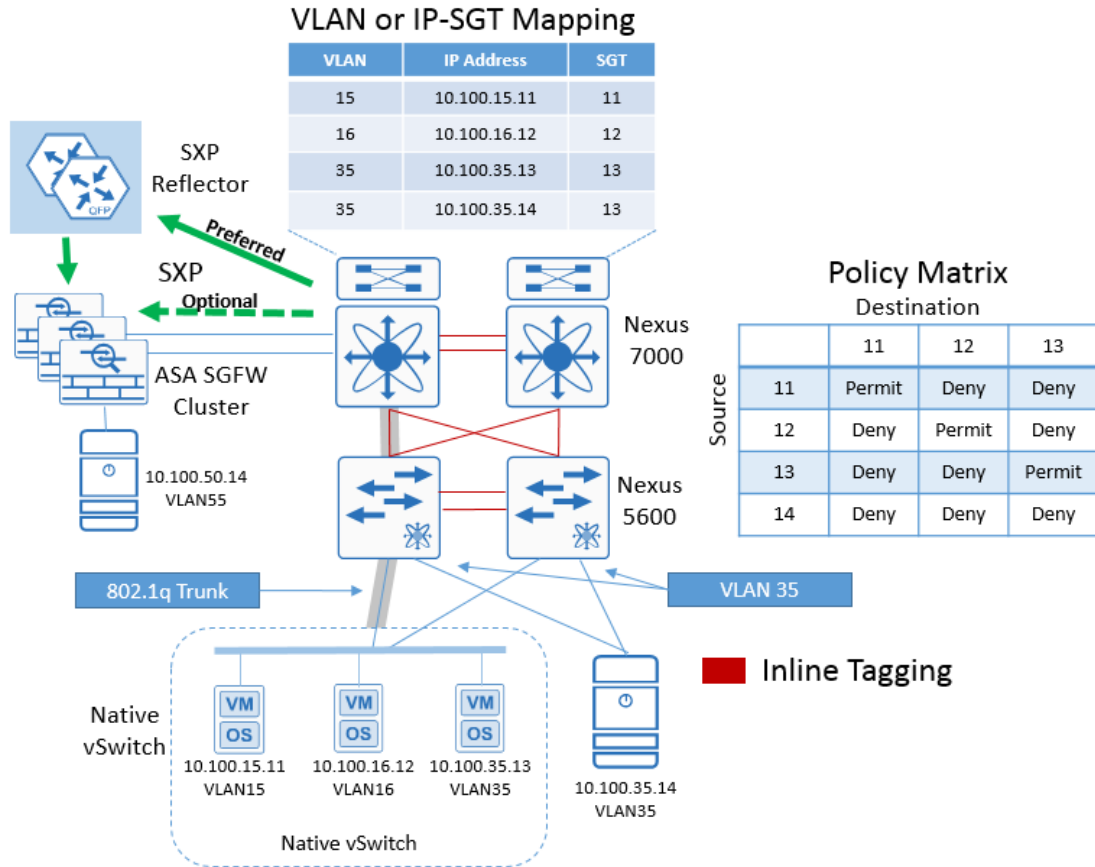 VLAN or IP-SGT Mapping
VLAN IP Address SGT
15 10.100.15.11 11
16 10.100.16.12 12
35 10.100.35.13 13
35 10.100.35.14 13
SXP
Reflector
QFP
Preferred
SXP
Optional
Nexus
7000
ASA SGFW
Cluster
10.100.50.14
VLAN55
Policy Matrix
Destination
Source
11 12 13
11 Permit Deny Deny
12 Deny Permit Deny
13 Deny Deny Permit
14 Deny Deny Deny
Nexus
5600
802.1q Trunk
VLAN 35
Inline Tagging
Native
vSwitch
VM
OS
10.100.15.11
VLAN15
VM
OS
10.100.16.12
VLAN16
VM
OS
10.100.35.13
VLAN35
10.100.35.14
VLAN35
Native vSwitch